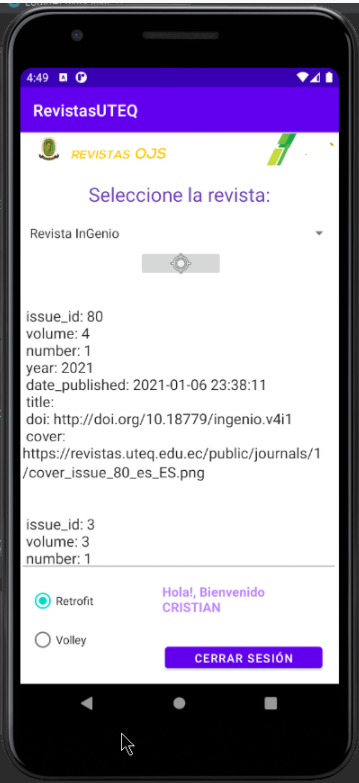 4:49
RevistasUTEQ
REVISTAS OJS
Seleccione la revista:
Revista InGenio
issue_id: 80
volume: 4
number: 1
year: 2021
date_published: 2021-01-06 23:38:11
title:
doi: http://doi.org/10.18779/ingenio.v4i1
cover:
https://revistas.uteq.edu.ec/public/journals/1
/cover_issue_80_es_ES.png
issue_id: 3
volume: 3
number: 1
Retrofit
Hola!, Bienvenido
CRISTIAN
Volley
CERRAR SESIÓN